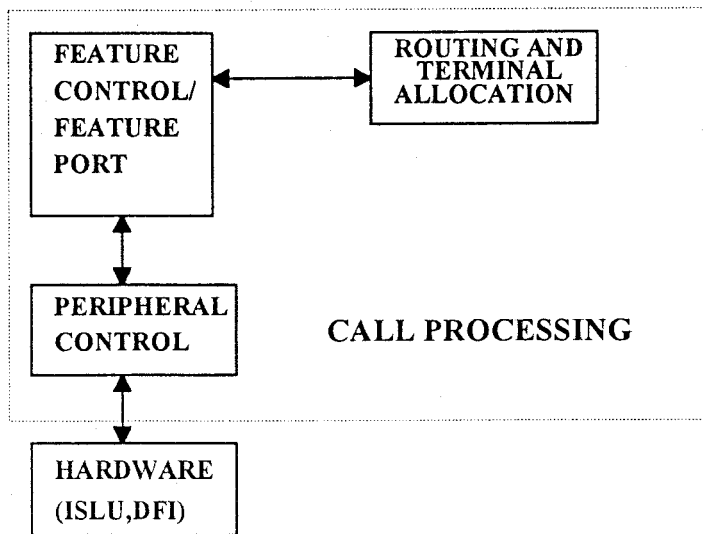 FEATURE
CONTROL/
FEATURE
PORT
ROUTING AND
TERMINAL
ALLOCATION
PERIPHERAL
CONTROL
CALL PROCESSING
HARDWARE
(ISLU,DFI)